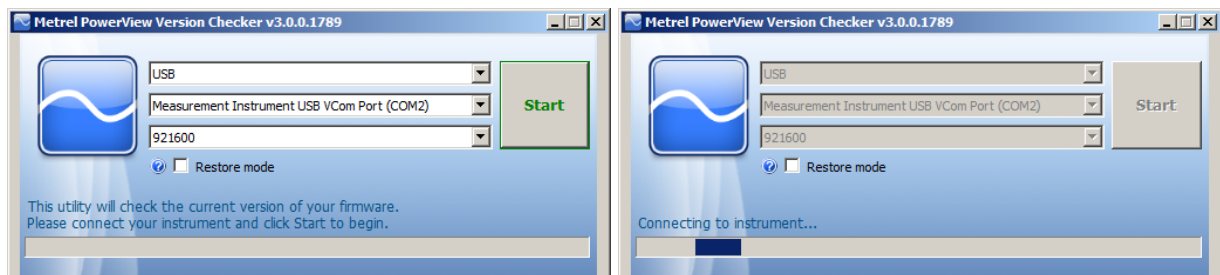 Metrel PowerView Version Checker v3.0.0.1789
USB
Measurement Instrument USB VCom Port (COM2)
921600
Start
Restore mode
This utility will check the current version of your firmware.
Please connect your instrument and click Start to begin.
Metrel PowerView Version Checker v3.0.0.1789
USB
Measurement Instrument USB VCom Port (COM2)
921600
Start
Restore mode
Connecting to instrument...